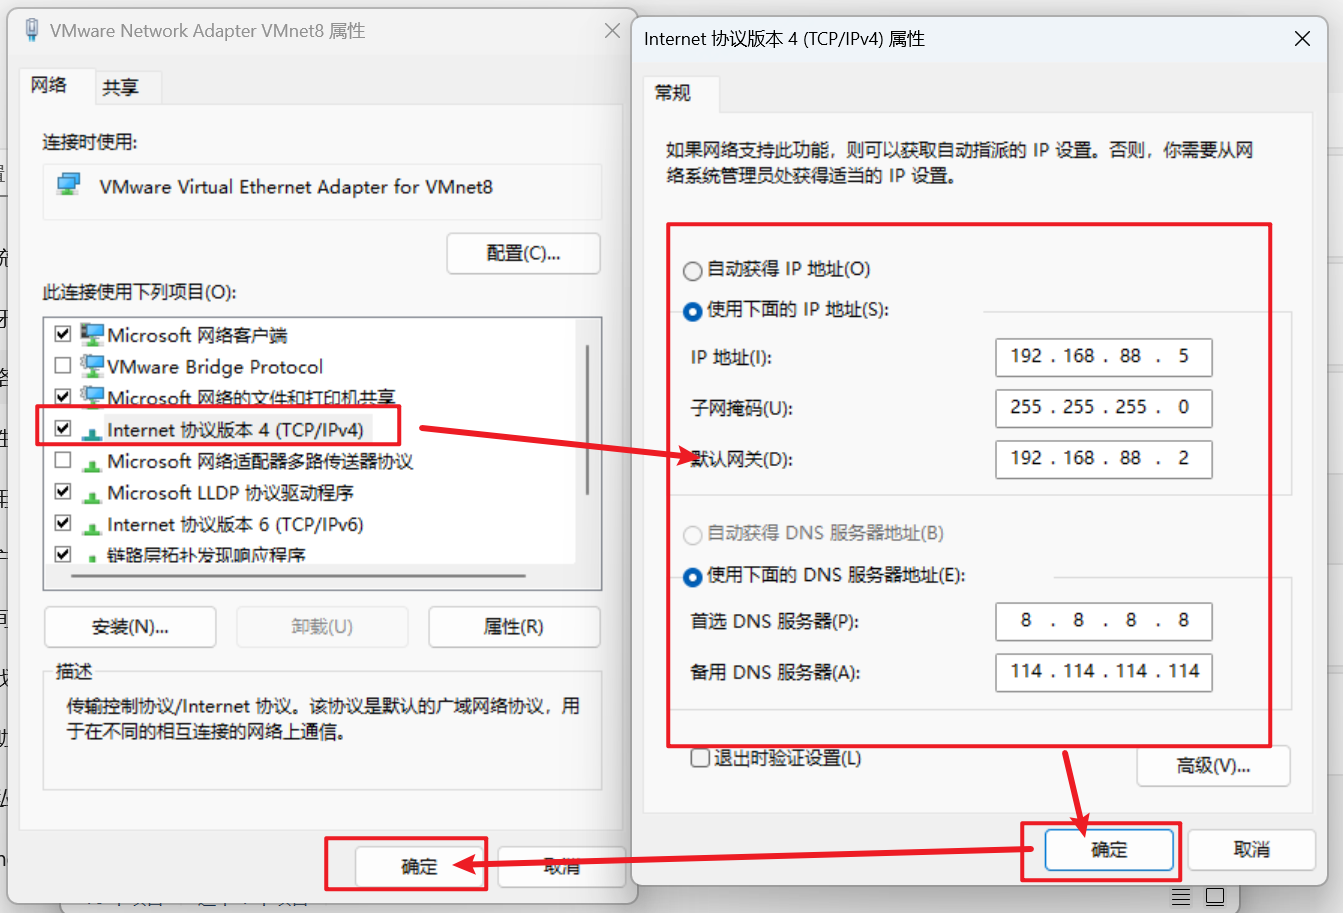 VMware Network Adapter VMnet8 属性
网络
共享
连接时使用:
VMware Virtual Ethernet Adapter for VMnet8
配置(C)...
此连接使用下列项目(O):
Microsoft 网络客户端
VMware Bridge Protocol
Microsoft 网络的文件和打印机共享
Internet 协议版本 4 (TCP/IPv4)
Microsoft 网络适配器多路传送器协议
Microsoft LLDP 协议驱动程序
Internet 协议版本 6 (TCP/IPv6)
链路层拓扑发现响应程序
安装(N)...
卸载(U)
属性(R)
描述
传输控制协议/Internet 协议。该协议是默认的广域网络协议，用
于在不同的相互连接的网络上通信。
确定
取消
Internet 协议版本 4 (TCP/IPv4) 属性
常规
如果网络支持此功能，则可以获取自动指派的 IP 设置。否则，你需要从网
络系统管理员处获得适当的 IP 设置。
自动获得 IP 地址(O)
使用下面的 IP 地址(S):
IP 地址(I):
192 . 168 . 88 . 5
子网掩码(U):
255 . 255 . 255 . 0
默认网关(D):
192 . 168 . 88 . 2
自动获得 DNS 服务器地址(B)
使用下面的 DNS 服务器地址(E):
首选 DNS 服务器(P):
8 . 8 . 8 . 8
备用 DNS 服务器(A):
114 . 114 . 114 . 114
退出时验证设置(L)
高级(V)...
确定
取消